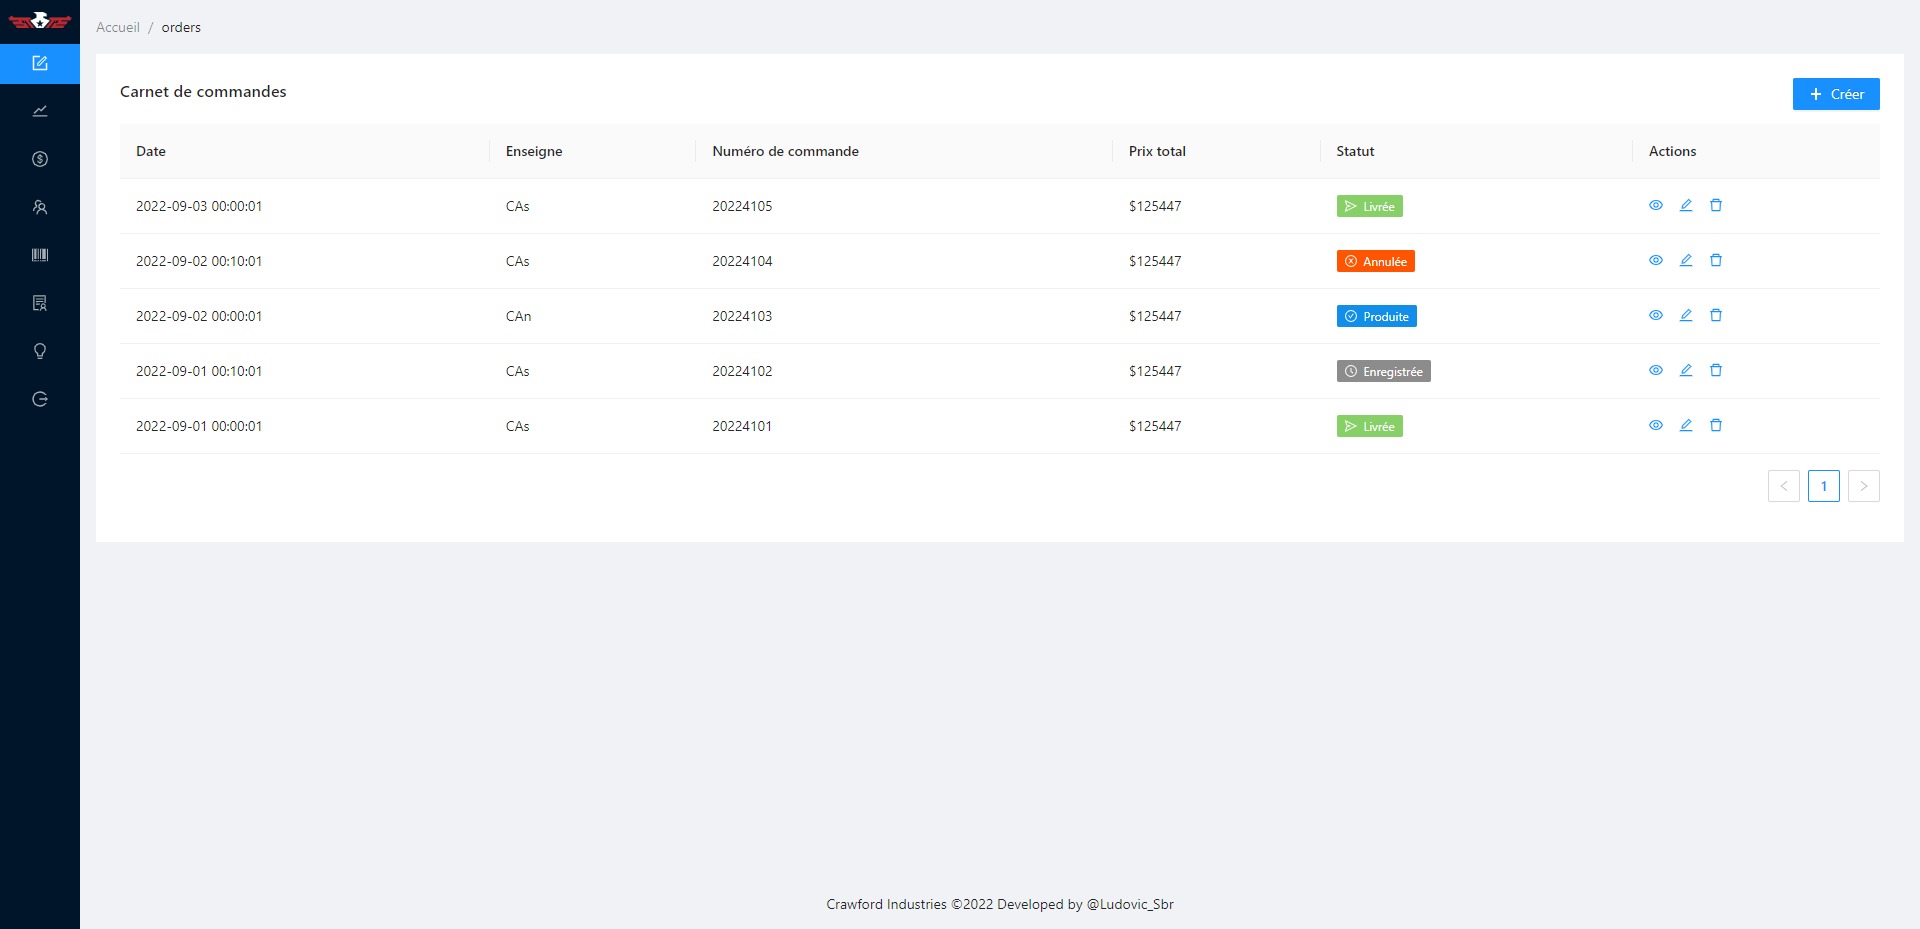 Accueil / orders
Carnet de commandes
Créer
Date Enseigne Numéro de commande Prix total Statut Actions
2022-09-03 00:00:01 CAs 20224105 $125447 Livrée
2022-09-02 00:10:01 CAs 20224104 $125447 Annulée
2022-09-02 00:00:01 CAn 20224103 $125447 Produite
2022-09-01 00:10:01 CAs 20224102 $125447 Enregistrée
2022-09-01 00:00:01 CAs 20224101 $125447 Livrée
1
Crawford Industries ©2022 Developed by @Ludovic_Sbr